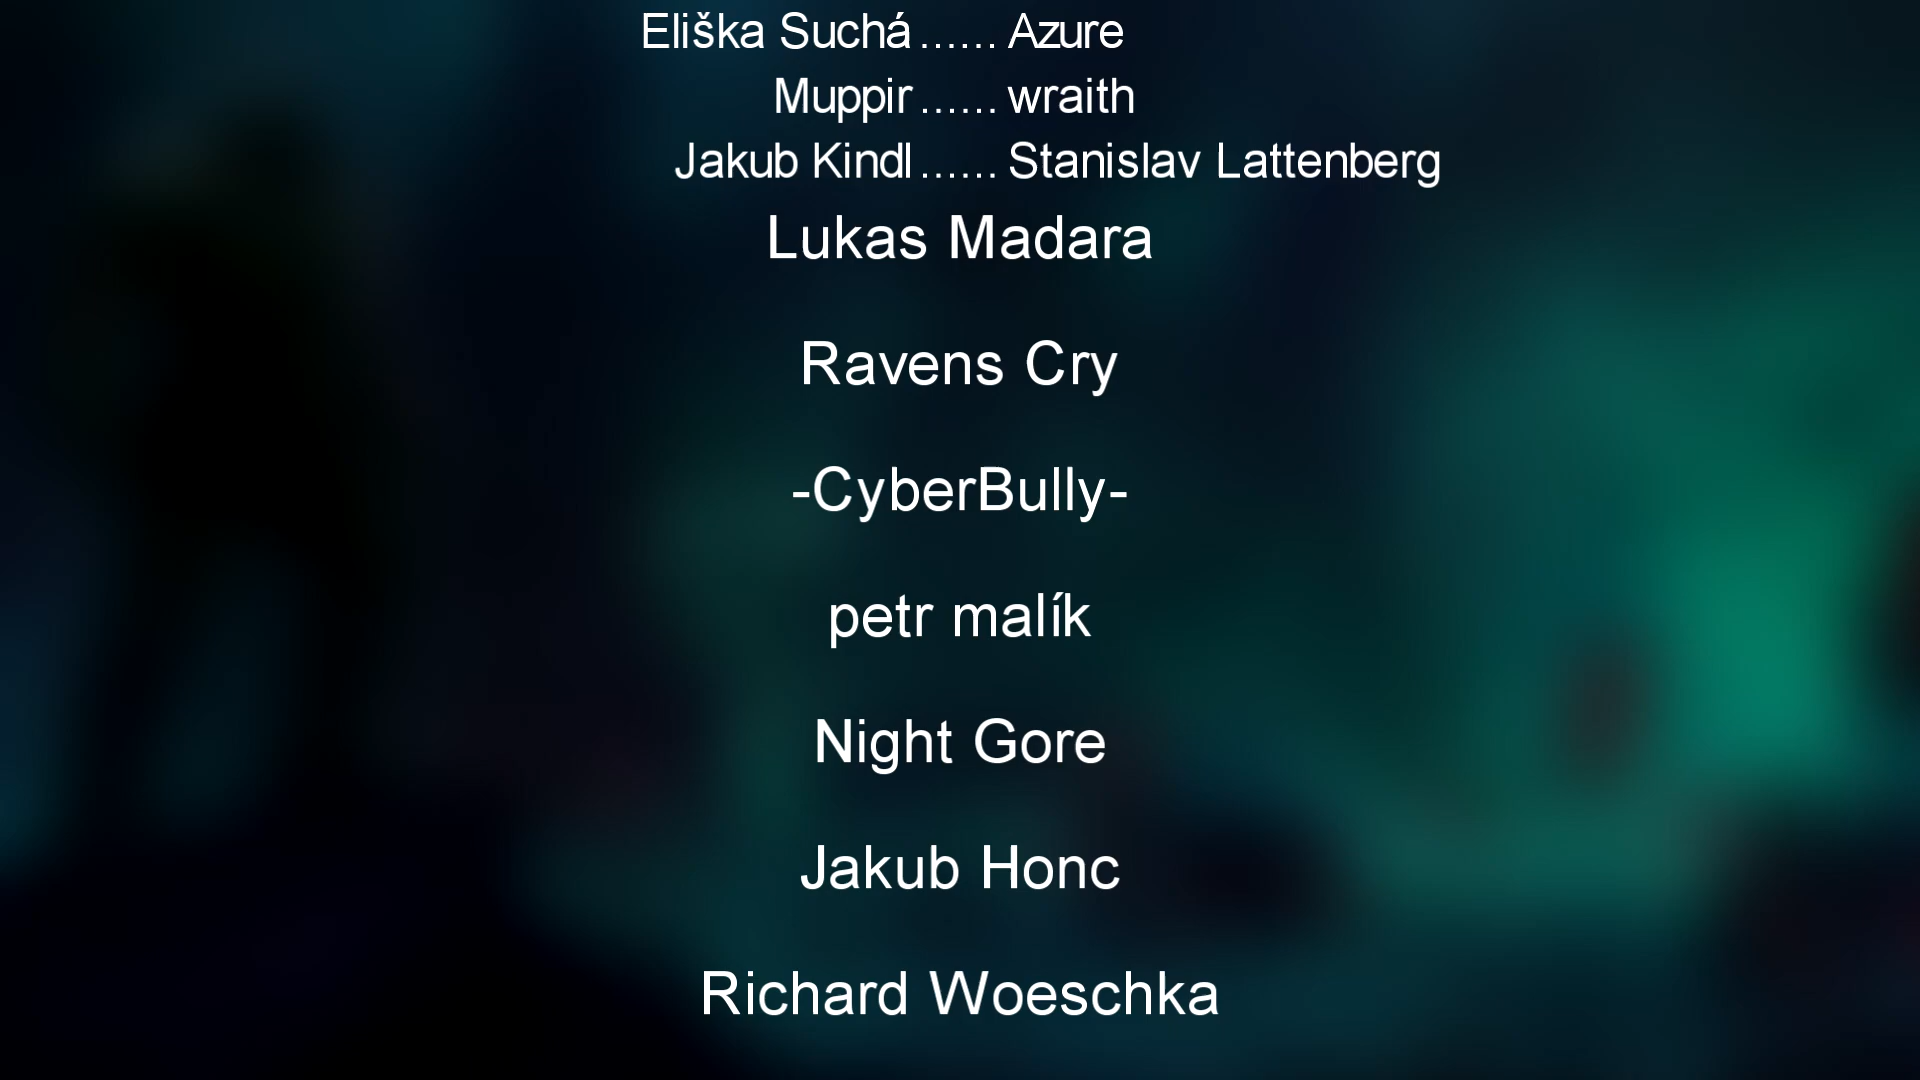 Eliška Suchá ...... Azure
Muppir ...... wraith
Jakub Kindl ...... Stanislav Lattenberg
Lukas Madara
Ravens Cry
-CyberBully-
petr malík
Night Gore
Jakub Honc
Richard Woeschka